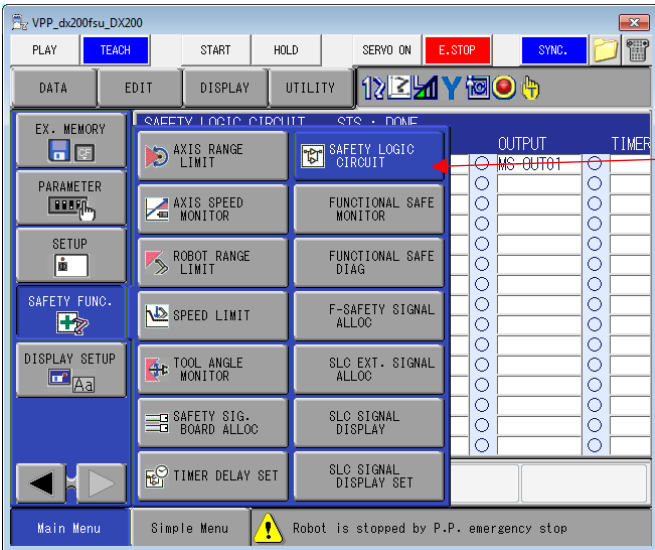 VPP_dx200fsu_DX200
PLAY TEACH START HOLD SERVO ON E.STOP SYNC.
DATA EDIT DISPLAY UTILITY
SAFETY LOGIC CIRCUIT STS : DONE
OUTPUT TIMER
MS-OUT01
EX. MEMORY
CF
PARAMETER
SETUP
SAFETY FUNC.
DISPLAY SETUP
Aa
AXIS RANGE
LIMIT
SAFETY LOGIC
CIRCUIT
AXIS SPEED
MONITOR
FUNCTIONAL SAFE
MONITOR
ROBOT RANGE
LIMIT
FUNCTIONAL SAFE
DIAG
SPEED LIMIT
F-SAFETY SIGNAL
ALLOC
TOOL ANGLE
MONITOR
SLC EXT. SIGNAL
ALLOC
SAFETY SIG.
BOARD ALLOC
SLC SIGNAL
DISPLAY
TIMER DELAY SET
SLC SIGNAL
DISPLAY SET
Main Menu Simple Menu Robot is stopped by P.P. emergency stop